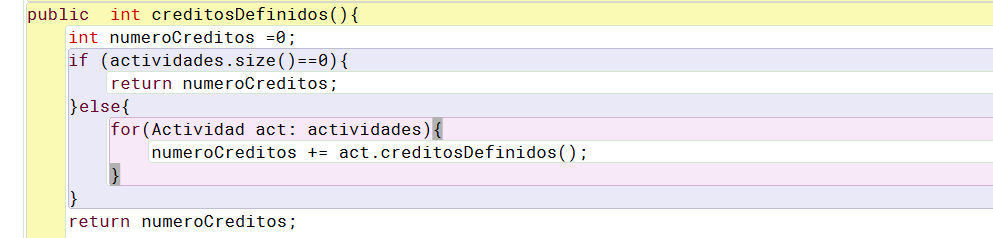 public  int creditosDefinidos(){
int numeroCreditos =0;
if (actividades.size()==0){
return numeroCreditos;
}else{
for(Actividad act: actividades){
numeroCreditos += act.creditosDefinidos();
}
}
return numeroCreditos;